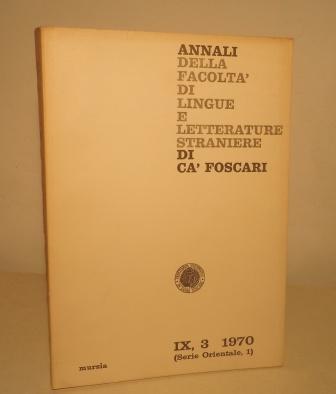 ANNALI
DELLA
FACOLTA'
DI
LINGUE
E
LETTERATURE
STRANIERE
DI
CA' FOSCARI
IX, 3 1970
(Serie Orientale, 1)
mursia